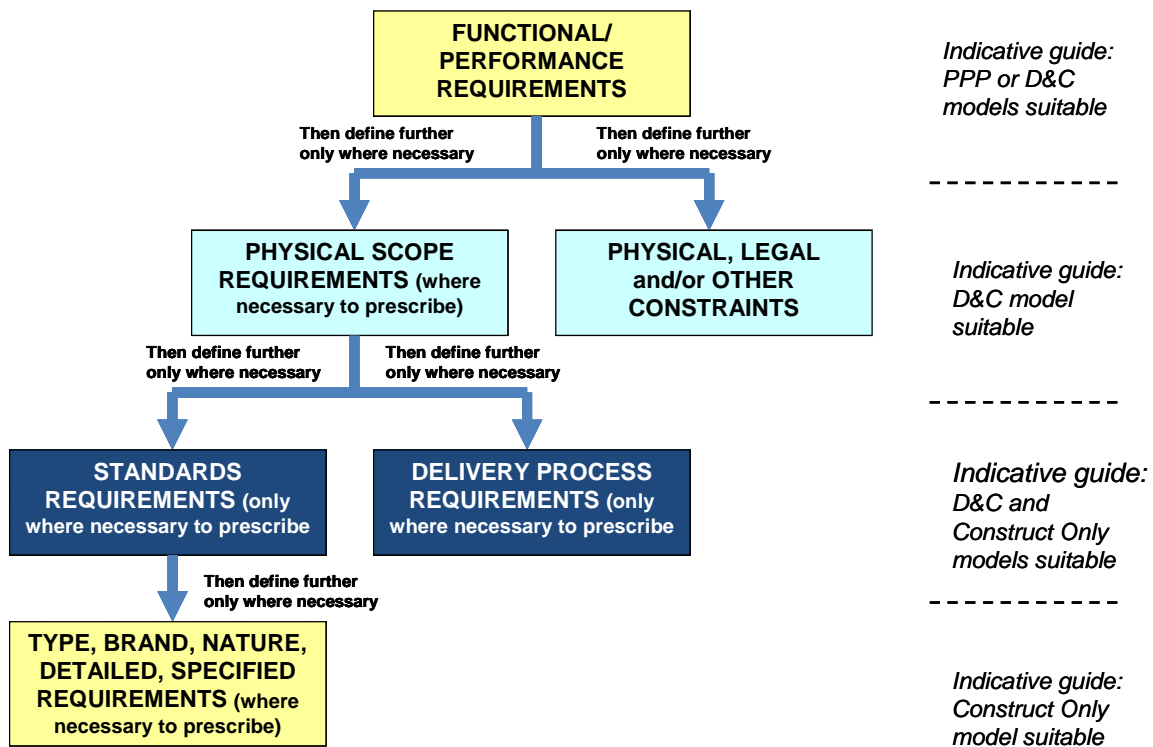 FUNCTIONAL/
PERFORMANCE
REQUIREMENTS
Indicative guide:
PPP or D&C
models suitable
Then define further
only where necessary
Then define further
only where necessary
PHYSICAL SCOPE
REQUIREMENTS (where
necessary to prescribe)
PHYSICAL, LEGAL
and/or OTHER
CONSTRAINTS
Indicative guide:
D&C model
suitable
Then define further
only where necessary
Then define further
only where necessary
STANDARDS
REQUIREMENTS (only
where necessary to prescribe
DELIVERY PROCESS
REQUIREMENTS (only
where necessary to prescribe
Indicative guide:
D&C and
Construct Only
models suitable
Then define further
only where necessary
TYPE, BRAND, NATURE,
DETAILED, SPECIFIED
REQUIREMENTS (where
necessary to prescribe)
Indicative guide:
Construct Only
model suitable